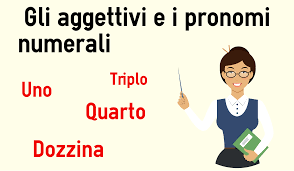 Gli aggettivi e i pronomi
numerali
Triplo
Uno
Quarto
Dozzina